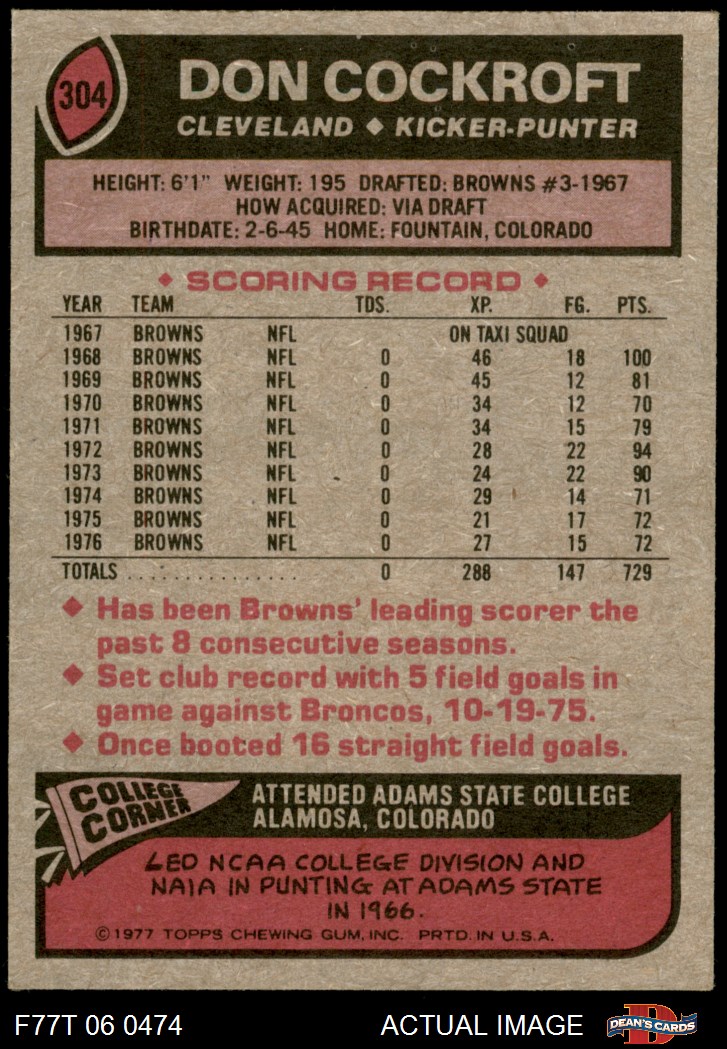 304
DON COCKROFT
CLEVELAND ◆ KICKER-PUNTER
HEIGHT: 6'1" WEIGHT: 195 DRAFTED: BROWNS #3-1967
HOW ACQUIRED: VIA DRAFT
BIRTHDATE: 2-6-45 HOME: FOUNTAIN, COLORADO
◆ SCORING RECORD ◆
YEAR TEAM TDS. XP. FG. PTS.
1967 BROWNS NFL ON TAXI SQUAD
1968 BROWNS NFL 0 46 18 100
1969 BROWNS NFL 0 45 12 81
1970 BROWNS NFL 0 34 12 70
1971 BROWNS NFL 0 34 15 79
1972 BROWNS NFL 0 28 22 94
1973 BROWNS NFL 0 24 22 90
1974 BROWNS NFL 0 29 14 71
1975 BROWNS NFL 0 21 17 72
1976 BROWNS NFL 0 27 15 72
TOTALS . . . . . . . . . . . . . . . . 0 288 147 729
◆ Has been Browns' leading scorer the
past 8 consecutive seasons.
◆ Set club record with 5 field goals in
game against Broncos, 10-19-75.
◆ Once booted 16 straight field goals.
COLLEGE
CORNER
ATTENDED ADAMS STATE COLLEGE
ALAMOSA, COLORADO
LED NCAA COLLEGE DIVISION AND
NAIA IN PUNTING AT ADAMS STATE
IN 1966.
© 1977 TOPPS CHEWING GUM, INC. PRTD. IN U.S.A.
F77T 06 0474 ACTUAL IMAGE
D
DEAN'S CARDS